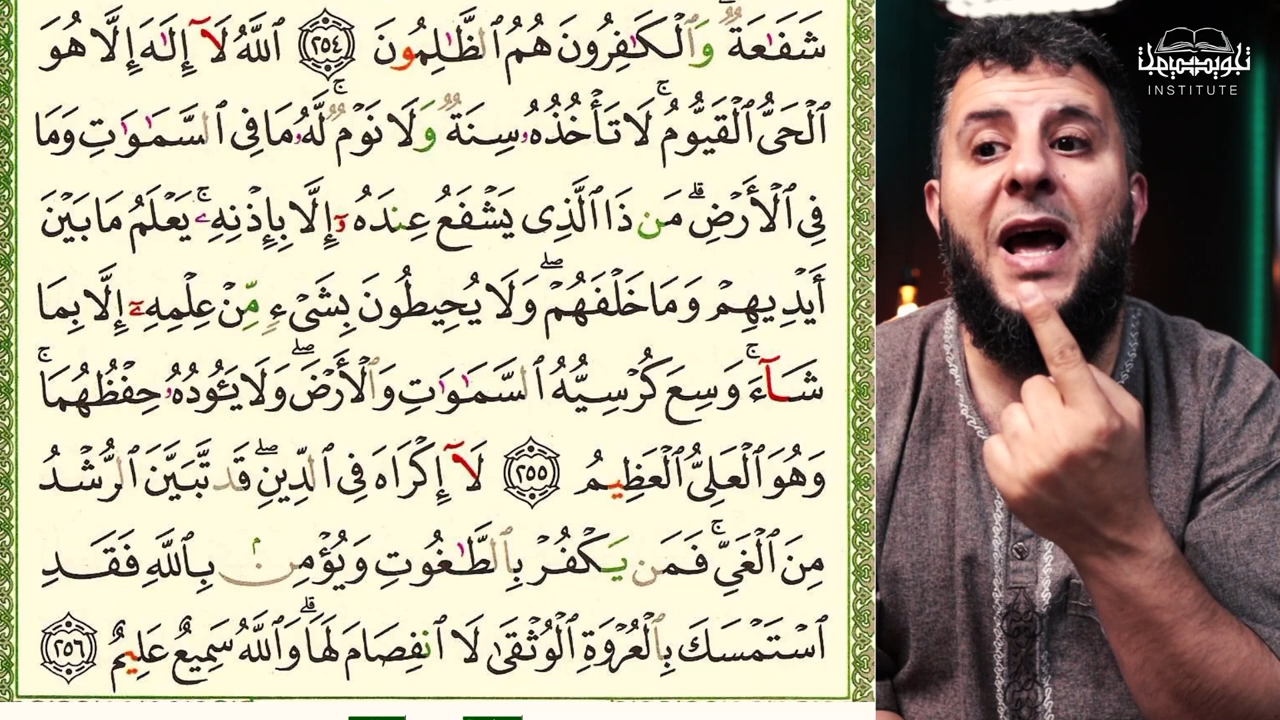 شَفَٰعَةٌ وَٱلْكَٰفِرُونَ هُمُ ٱلظَّٰلِمُونَ ٢٥٤ ٱللَّهُ لَآ إِلَٰهَ إِلَّا هُوَ
ٱلْحَىُّ ٱلْقَيُّومُ ۚ لَا تَأْخُذُهُۥ سِنَةٌ وَلَا نَوْمٌ ۚ لَّهُۥ مَا فِى ٱلسَّمَٰوَٰتِ وَمَا
فِى ٱلْأَرْضِ ۗ مَن ذَا ٱلَّذِى يَشْفَعُ عِندَهُۥٓ إِلَّا بِإِذْنِهِۦ ۚ يَعْلَمُ مَا بَيْنَ
أَيْدِيهِمْ وَمَا خَلْفَهُمْ ۖ وَلَا يُحِيطُونَ بِشَىْءٍ مِّنْ عِلْمِهِۦٓ إِلَّا بِمَا
شَآءَ ۚ وَسِعَ كُرْسِيُّهُ ٱلسَّمَٰوَٰتِ وَٱلْأَرْضَ ۖ وَلَا يَـُٔودُهُۥ حِفْظُهُمَا ۚ
وَهُوَ ٱلْعَلِىُّ ٱلْعَظِيمُ ٢٥٥ لَآ إِكْرَاهَ فِى ٱلدِّينِ ۖ قَد تَّبَيَّنَ ٱلرُّشْدُ
مِنَ ٱلْغَىِّ ۚ فَمَن يَكْفُرْ بِٱلطَّٰغُوتِ وَيُؤْمِنۢ بِٱللَّهِ فَقَدِ
ٱسْتَمْسَكَ بِٱلْعُرْوَةِ ٱلْوُثْقَىٰ لَا ٱنفِصَامَ لَهَا ۗ وَٱللَّهُ سَمِيعٌ عَلِيمٌ ٢٥٦
INSTITUTE